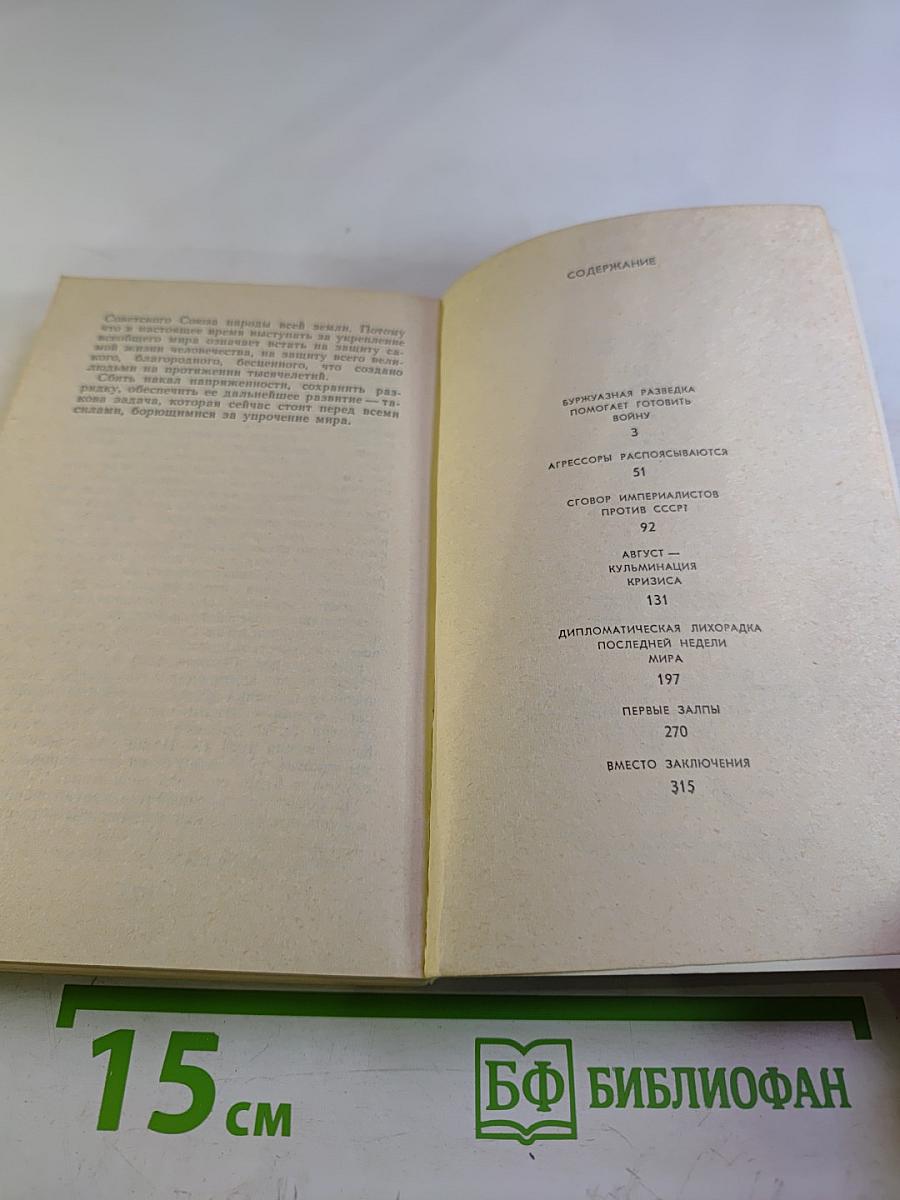 Советского Союза народы всей земли. Потому
что в настоящее время выступать за укрепление
всеобщего мира означает встать на защиту са-
мой жизни человечества, на защиту всего вели-
кого, благородного, бесценного, что создано
людьми на протяжении тысячелетий.
Сбить накал напряженности, сохранить раз-
рядку, обеспечить ее дальнейшее развитие — та-
кова задача, которая сейчас стоит перед всеми
силами, борющимися за упрочение мира.
СОДЕРЖАНИЕ
БУРЖУАЗНАЯ РАЗВЕДКА
ПОМОГАЕТ ГОТОВИТЬ
ВОЙНУ
3
АГРЕССОРЫ РАСПОЯСЫВАЮТСЯ
51
СГОВОР ИМПЕРИАЛИСТОВ
ПРОТИВ СССР?
92
АВГУСТ —
КУЛЬМИНАЦИЯ
КРИЗИСА
131
ДИПЛОМАТИЧЕСКАЯ ЛИХОРАДКА
ПОСЛЕДНЕЙ НЕДЕЛИ
МИРА
197
ПЕРВЫЕ ЗАЛПЫ
270
ВМЕСТО ЗАКЛЮЧЕНИЯ
315
15 см
БФ БИБЛИОФАН